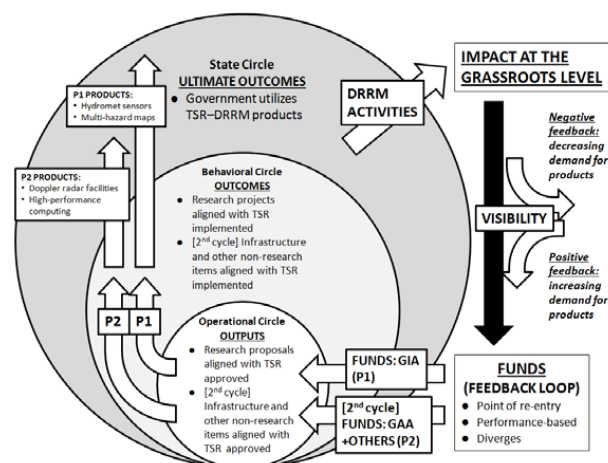 State Circle
ULTIMATE OUTCOMES
• Government utilizes
TSR–DRRM products
P1 PRODUCTS:
• Hydromet sensors
• Multi-hazard maps
P2 PRODUCTS:
• Doppler radar facilities
• High-performance
computing
DRRM
ACTIVITIES
IMPACT AT THE
GRASSROOTS LEVEL
Negative
feedback:
decreasing
demand for
products
VISIBILITY
Positive
feedback:
increasing
demand for
products
Behavioral Circle
OUTCOMES
• Research projects
aligned with TSR
implemented
• [2nd cycle] Infrastructure
and other non-research
items aligned with TSR
implemented
P2
P1
Operational Circle
OUTPUTS
• Research proposals
aligned with TSR
approved
• [2nd cycle]
Infrastructure and
other non-research
items aligned with
TSR approved
FUNDS: GIA
(P1)
[2nd cycle]
FUNDS: GAA
+OTHERS (P2)
FUNDS
(FEEDBACK LOOP)
• Point of re-entry
• Performance-based
• Diverges